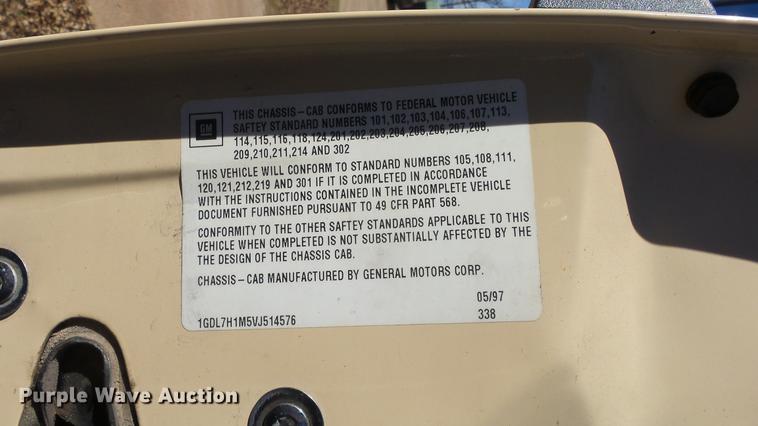 GM
THIS CHASSIS-CAB CONFORMS TO FEDERAL MOTOR VEHICLE
SAFTEY STANDARD NUMBERS 101,102,103,104,106,107,113,
114,115,116,118,124,201,202,203,204,205,206,207,208,
209,210,211,214 AND 302
THIS VEHICLE WILL CONFORM TO STANDARD NUMBERS 105,108,111,
120,121,212,219 AND 301 IF IT IS COMPLETED IN ACCORDANCE
WITH THE INSTRUCTIONS CONTAINED IN THE INCOMPLETE VEHICLE
DOCUMENT FURNISHED PURSUANT TO 49 CFR PART 568.
CONFORMITY TO THE OTHER SAFTEY STANDARDS APPLICABLE TO THIS
VEHICLE WHEN COMPLETED IS NOT SUBSTANTIALLY AFFECTED BY THE
THE DESIGN OF THE CHASSIS CAB.
CHASSIS-CAB MANUFACTURED BY GENERAL MOTORS CORP.
05/97
1GDL7H1M5VJ514576 338
Purple Wave Auction